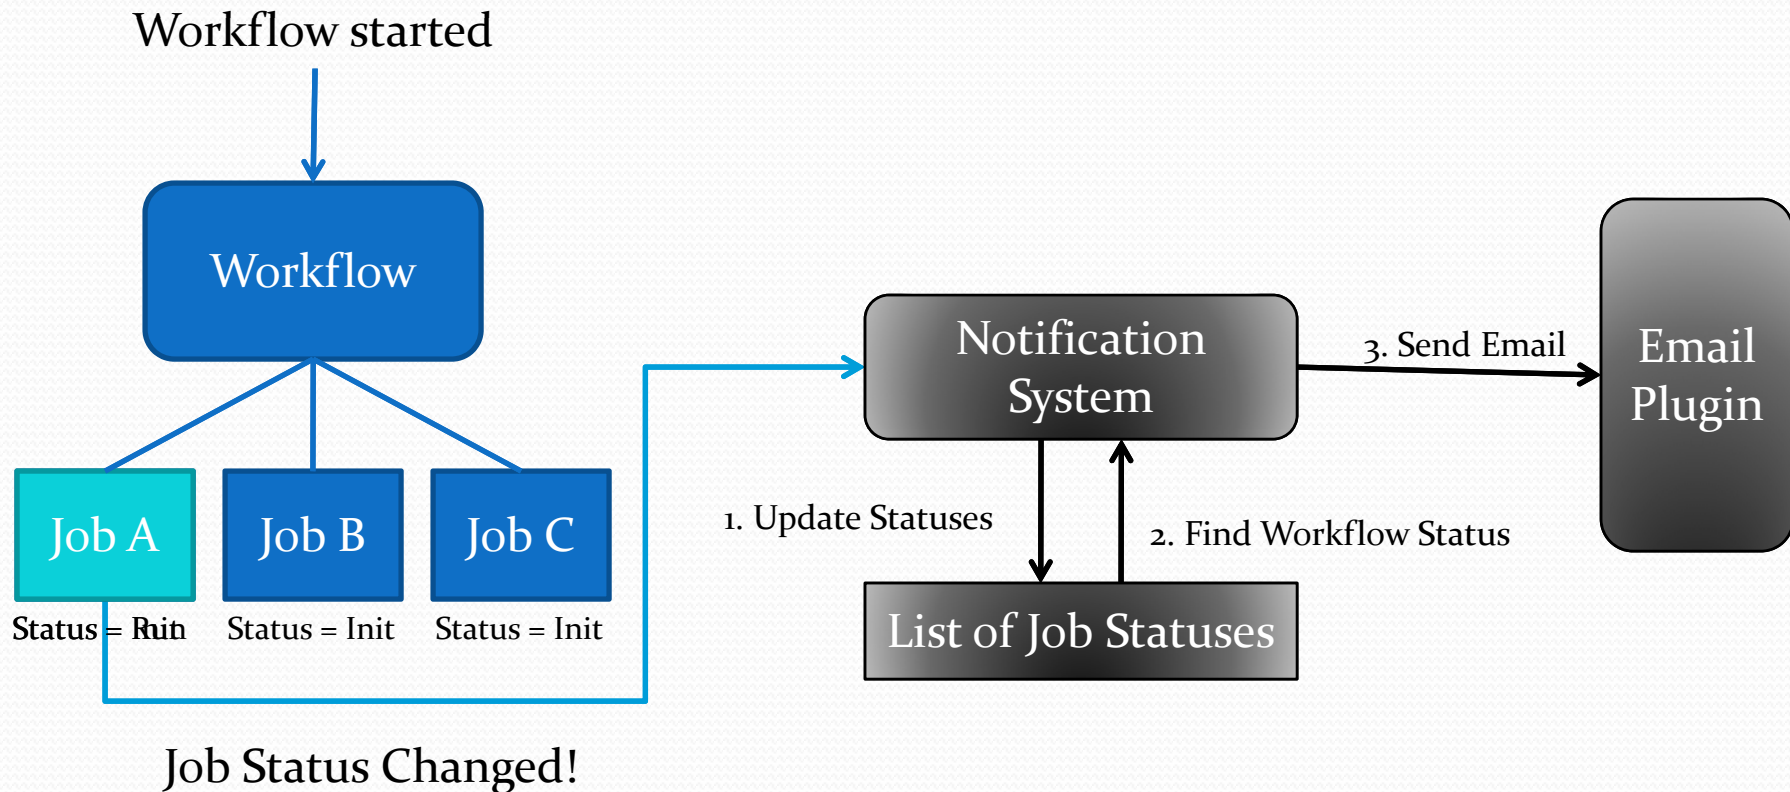 Workflow started
Workflow
Job A
Job B
Job C
Status =
Status = Init
Status = Init
Job Status Changed!
Notification
System
1. Update Statuses
2. Find Workflow Status
List of Job Statuses
3. Send Email
Email
Plugin